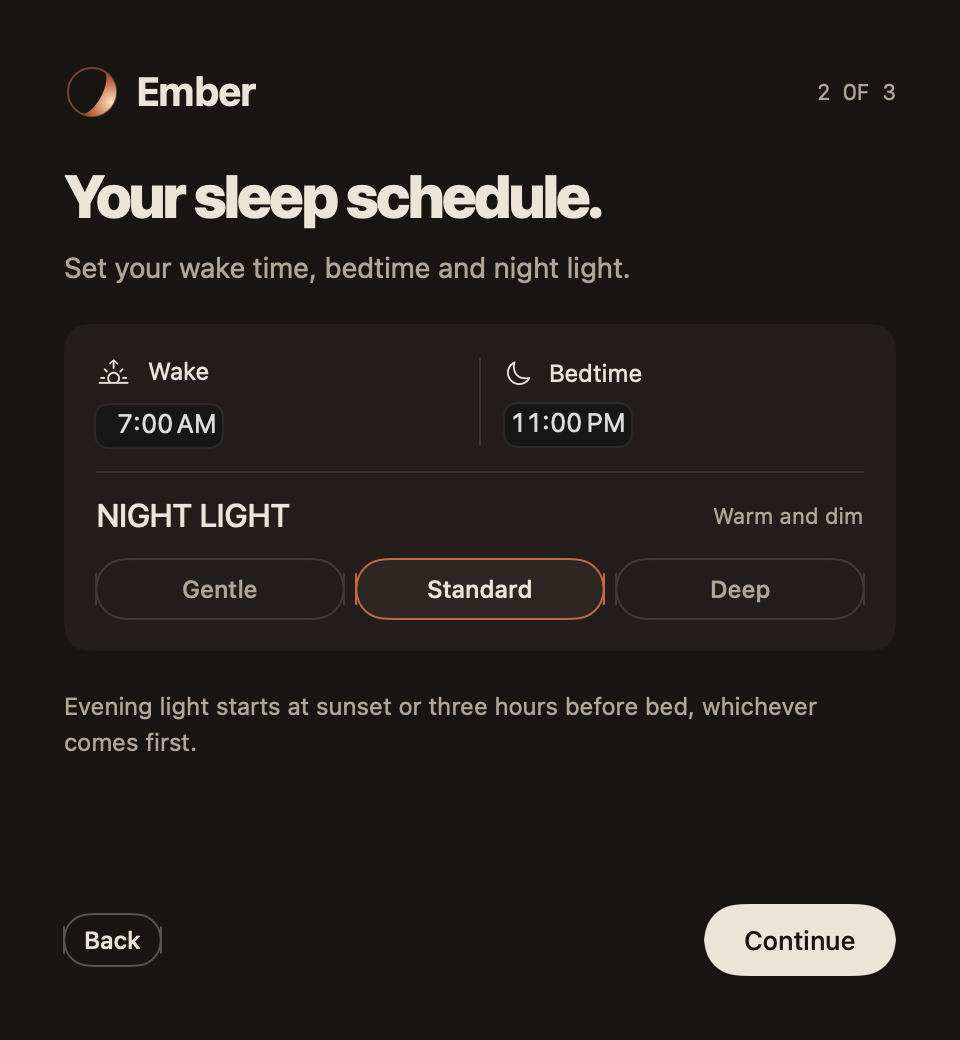 Ember
2 OF 3
Your sleep schedule.
Set your wake time, bedtime and night light.
Wake
Bedtime
7:00 AM
11:00 PM
NIGHT LIGHT
Warm and dim
Gentle
Standard
Deep
Evening light starts at sunset or three hours before bed, whichever
comes first.
Back
Continue